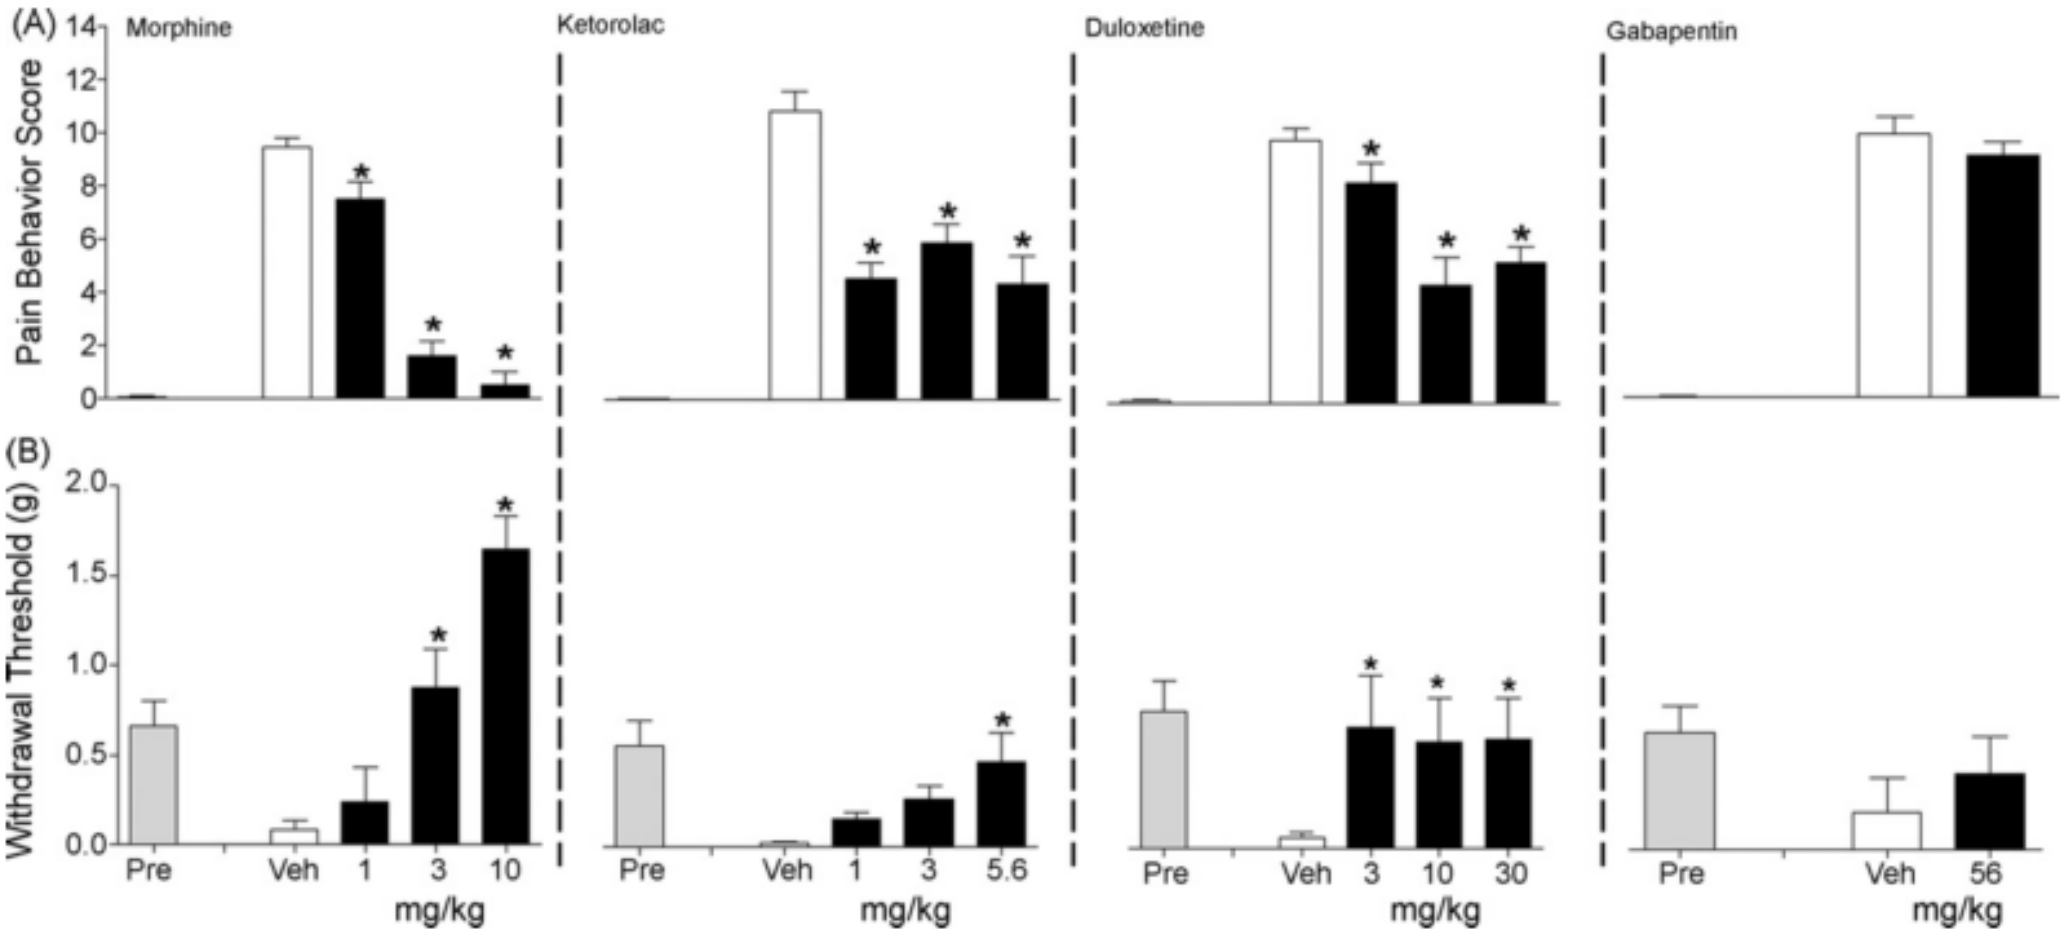 (A)
Morphine
Ketorolac
Duloxetine
Gabapentin
Pain Behavior Score
14
12
10
8
6
4
2
0
*
*
*
*
*
*
*
*
*
(B)
Withdrawal Threshold (g)
2.0
1.5
1.0
0.5
0.0
*
*
*
*
*
*
Pre Veh 1 3 10
mg/kg
Pre Veh 1 3 5.6
mg/kg
Pre Veh 3 10 30
mg/kg
Pre Veh 56
mg/kg